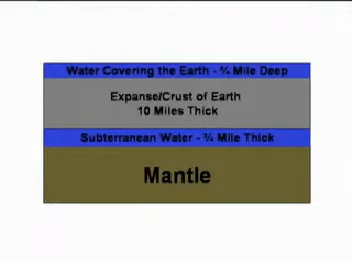 Water Covering the Earth - ¾ Mile Deep
Expanse/Crust of Earth
10 Miles Thick
Subterranean Water - ¾ Mile Thick
Mantle